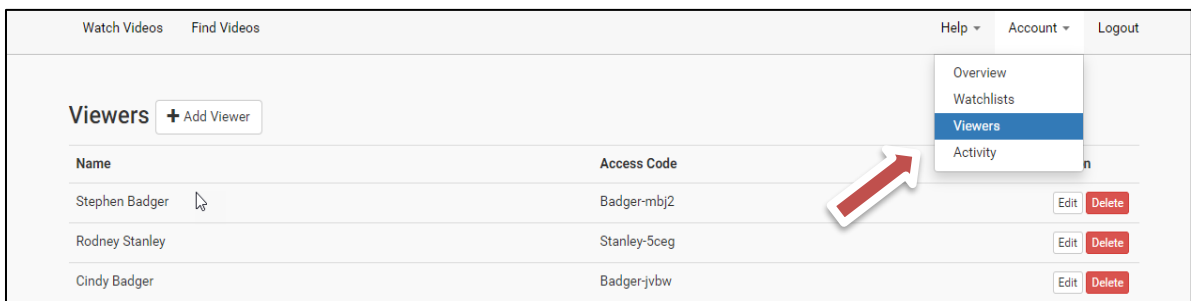 Watch Videos Find Videos Help Account Logout
Overview
Watchlists
Viewers
Activity
Viewers + Add Viewer
Name Access Code n
Stephen Badger Badger-mbj2 Edit Delete
Rodney Stanley Stanley-5ceg Edit Delete
Cindy Badger Badger-jvbw Edit Delete